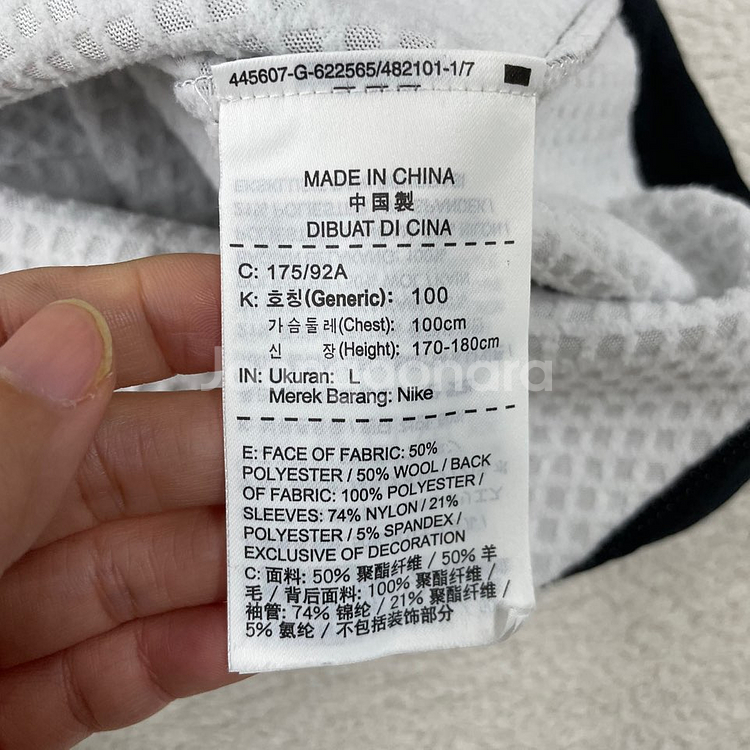 445607-G-622565/482101-1/7
MADE IN CHINA
中国製
DIBUAT DI CINA
C: 175/92A
K: 호칭(Generic): 100
가슴둘레(Chest): 100cm
신 장(Height): 170-180cm
IN: Ukuran: L
Merek Barang: Nike
E: FACE OF FABRIC: 50%
POLYESTER / 50% WOOL / BACK
OF FABRIC: 100% POLYESTER /
SLEEVES: 74% NYLON / 21%
POLYESTER / 5% SPANDEX /
EXCLUSIVE OF DECORATION
C: 面料: 50% 聚酯纤维 / 50% 羊
毛 / 背后面料: 100% 聚酯纤维 /
袖管: 74% 锦纶 / 21% 聚酯纤维 /
5% 氨纶 / 不包括装饰部分